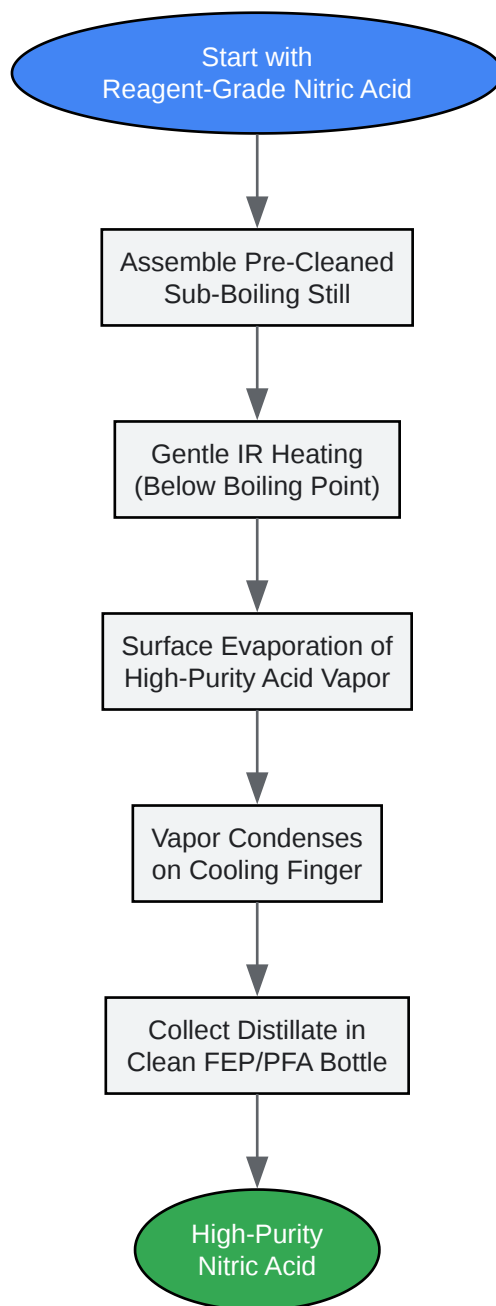 Start with
Reagent-Grade Nitric Acid
Assemble Pre-Cleaned
Sub-Boiling Still
Gentle IR Heating
(Below Boiling Point)
Surface Evaporation of
High-Purity Acid Vapor
Vapor Condenses
on Cooling Finger
Collect Distillate in
Clean FEP/PFA Bottle
High-Purity
Nitric Acid